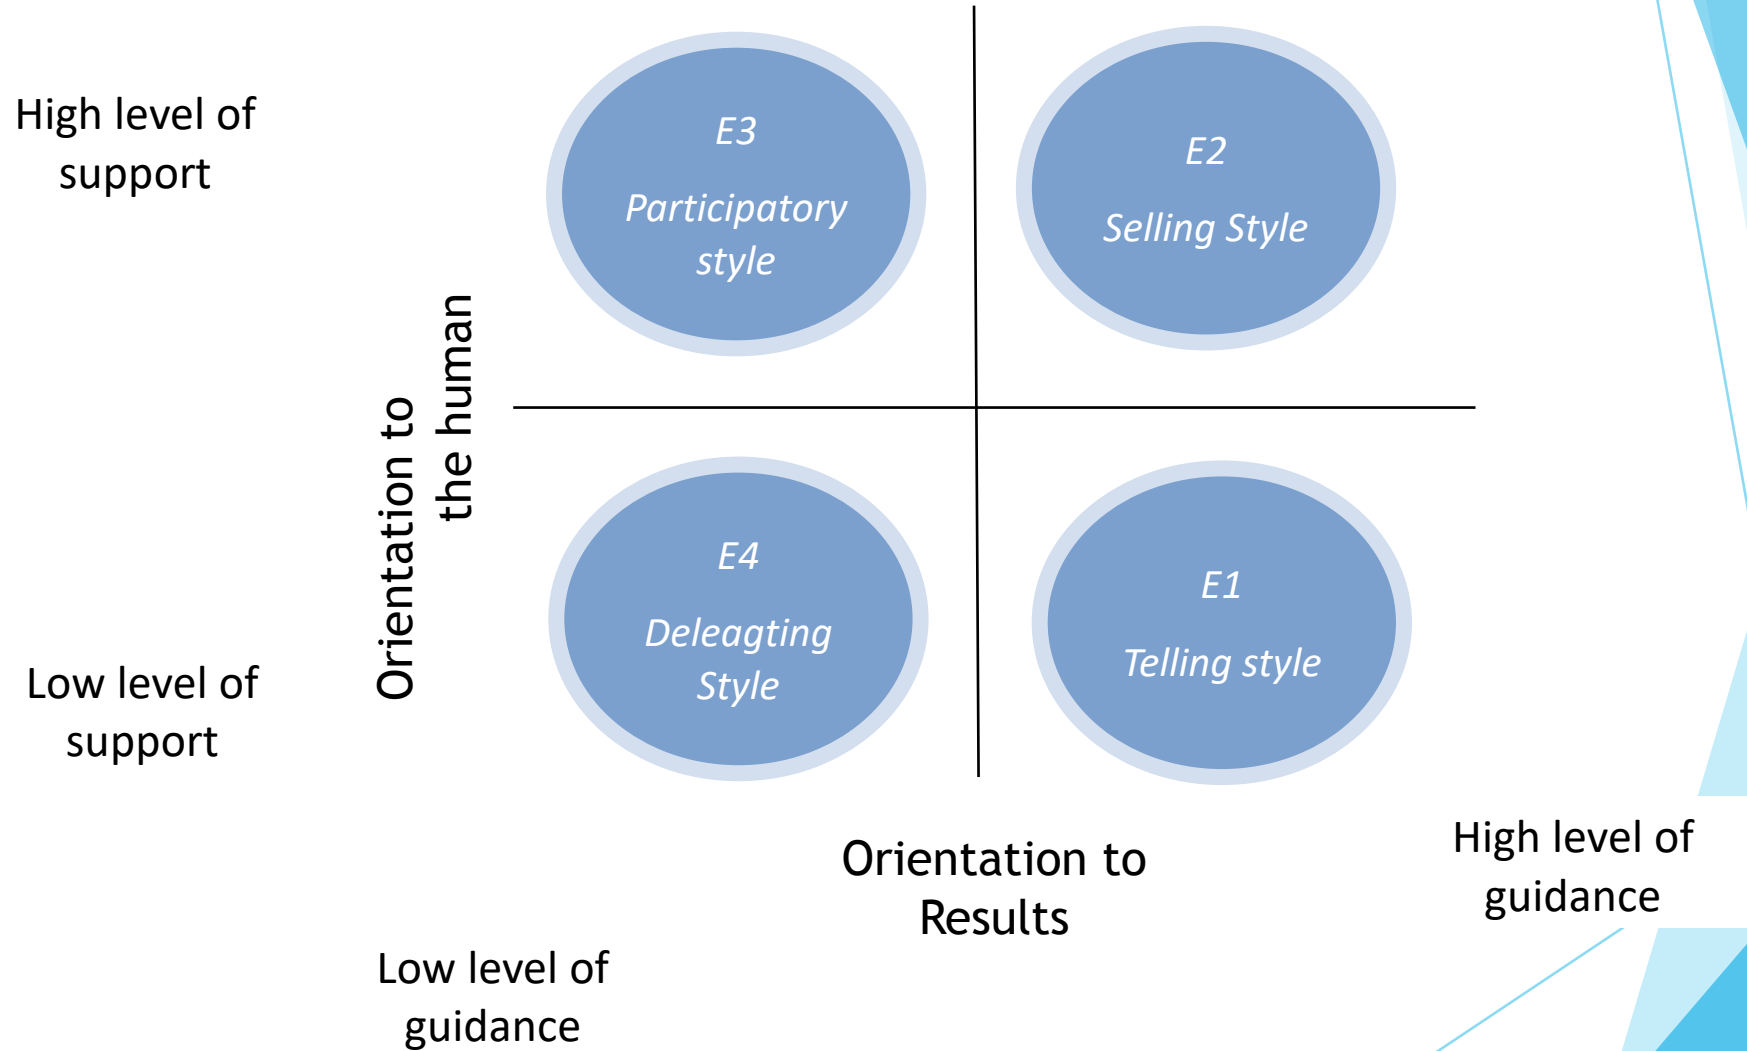 High level of
support
E3
Participatory
style
E2
Selling Style
Orientation to
the human
E4
Deleagting
Style
E1
Telling style
Low level of
support
Orientation to
Results
High level of
guidance
Low level of
guidance